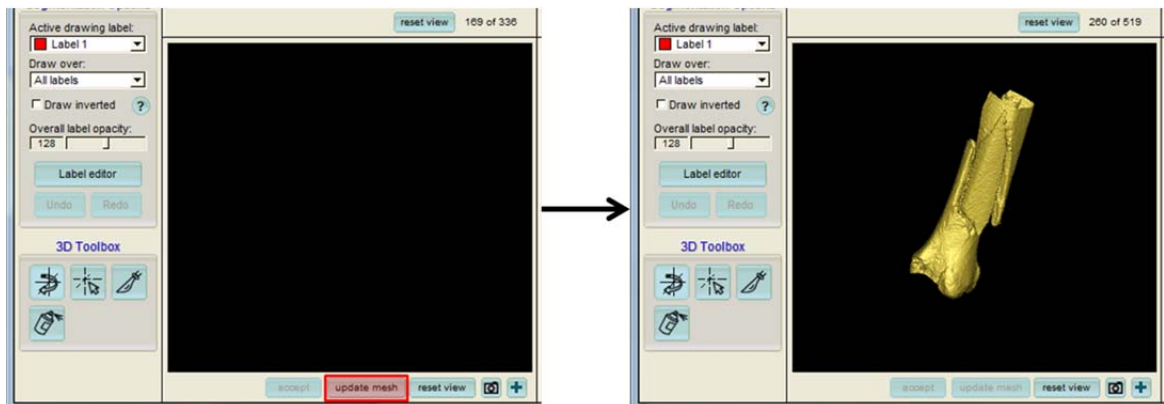 Segmentation Options
reset view 169 of 336
Active drawing label:
Label 1
Draw over:
All labels
Draw inverted ?
Overall label opacity:
128
Label editor
Undo Redo
3D Toolbox
accept update mesh reset view
reset view 260 of 519
Active drawing label:
Label 1
Draw over:
All labels
Draw inverted ?
Overall label opacity:
128
Label editor
Undo Redo
3D Toolbox
accept update mesh reset view